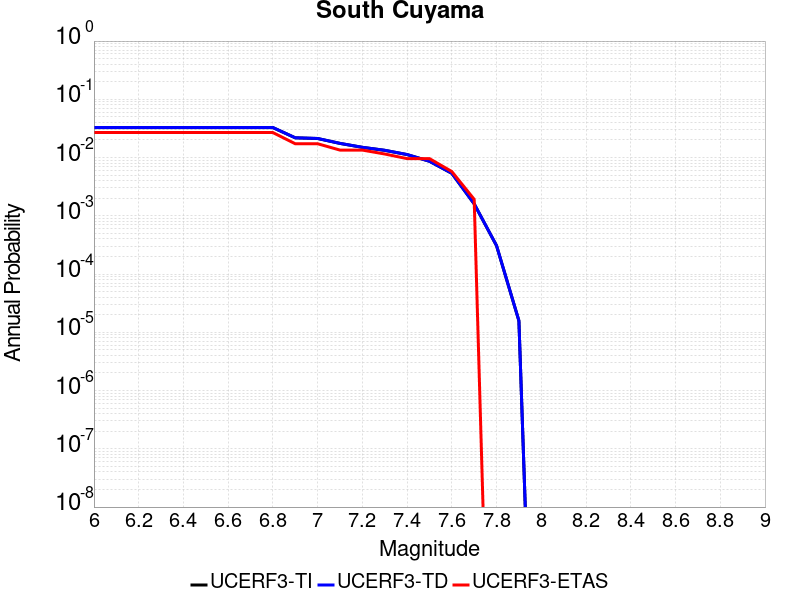 South Cuyama
10^0
10^-1
10^-2
10^-3
10^-4
10^-5
10^-6
10^-7
10^-8
Annual Probability
6 6.2 6.4 6.6 6.8 7 7.2 7.4 7.6 7.8 8 8.2 8.4 8.6 8.8 9
Magnitude
UCERF3-TI UCERF3-TD UCERF3-ETAS